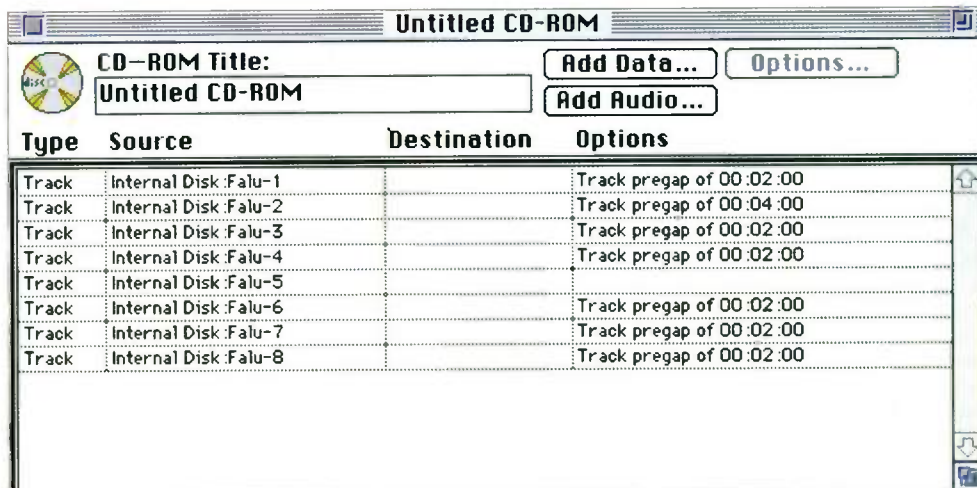 Untitled CD-ROM
CD-ROM Title:
Untitled CD-ROM
Add Data...
Options...
Add Audio...
disc
Type Source Destination Options
Track Internal Disk:Falu-1 Track pregap of 00:02:00
Track Internal Disk:Falu-2 Track pregap of 00:04:00
Track Internal Disk:Falu-3 Track pregap of 00:02:00
Track Internal Disk:Falu-4 Track pregap of 00:02:00
Track Internal Disk:Falu-5
Track Internal Disk:Falu-6 Track pregap of 00:02:00
Track Internal Disk:Falu-7 Track pregap of 00:02:00
Track Internal Disk:Falu-8 Track pregap of 00:02:00